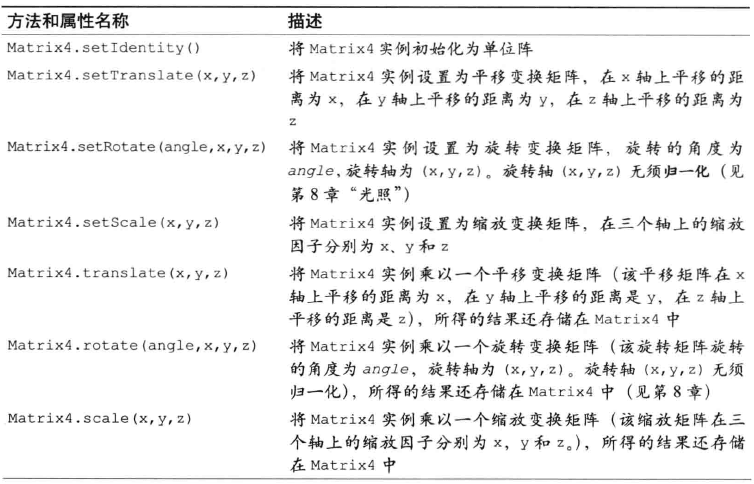 方法和属性名称 描述
Matrix4.setIdentity() 将 Matrix4 实例初始化为单位阵
Matrix4.setTranslate(x,y,z) 将 Matrix4 实例设置为平移变换矩阵，在 x 轴上平移的距
离为 x，在 y 轴上平移的距离为 y，在 z 轴上平移的距离为
z
Matrix4.setRotate(angle,x,y,z) 将 Matrix4 实例设置为旋转变换矩阵，旋转的角度为
angle，旋转轴为 (x,y,z)。旋转轴 (x,y,z) 无须归一化（见
第 8 章“光照”）
Matrix4.setScale(x,y,z) 将 Matrix4 实例设置为缩放变换矩阵，在三个轴上的缩放
因子分别为 x、y 和 z
Matrix4.translate(x,y,z) 将 Matrix4 实例乘以一个平移变换矩阵（该平移矩阵在 x
轴上平移的距离为 x，在 y 轴上平移的距离是 y，在 z 轴上
平移的距离是 z），所得的结果还存储在 Matrix4 中
Matrix4.rotate(angle,x,y,z) 将 Matrix4 实例乘以一个旋转变换矩阵（该旋转矩阵旋转
的角度为 angle，旋转轴为 (x,y,z)。旋转轴 (x,y,z) 无须
归一化），所得的结果还存储在 Matrix4 中（见第 8 章）
Matrix4.scale(x,y,z) 将 Matrix4 实例乘以一个缩放变换矩阵（该缩放矩阵在三
个轴上的缩放因子分别为 x，y 和 z。），所得的结果还存储
在 Matrix4 中